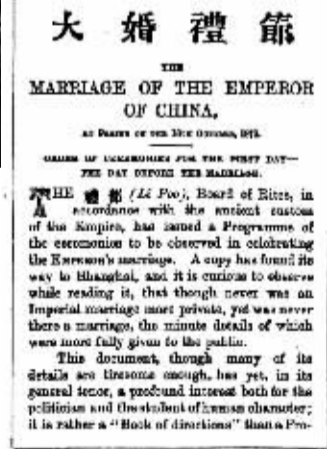 大婚禮節
THE
MARRIAGE OF THE EMPEROR
OF CHINA,
AT PEKING ON THE 16TH OCTOBER, 1872.
ORDER OF CEREMONIES FOR THE FIRST DAY—
THE DAY BEFORE THE MARRIAGE.
THE 禮部 (Li Poo), Board of Rites, in
accordance with the ancient customs
of the Empire, has issued a Programme of
the ceremonies to be observed in celebrating
the EMPEROR'S marriage. A copy has found its
way to Shanghai, and it is curious to observe
while reading it, that though never was an
Imperial marriage more private, yet was never
there a marriage, the minute details of which
were more fully given to the public.
This document, though many of its
details are tiresome enough, has yet, in its
general tenor, a profound interest both for the
politician and the student of human character;
it is rather a "Book of directions" than a Pro-